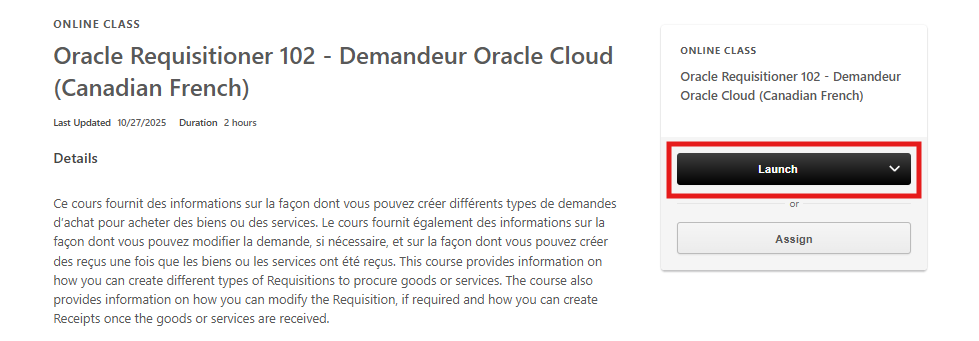 ONLINE CLASS
Oracle Requisitioner 102 - Demandeur Oracle Cloud
(Canadian French)
Last Updated 10/27/2025 Duration 2 hours
Details
Ce cours fournit des informations sur la façon dont vous pouvez créer différents types de demandes
d'achat pour acheter des biens ou des services. Le cours fournit également des informations sur la
façon dont vous pouvez modifier la demande, si nécessaire, et sur la façon dont vous pouvez créer
des reçus une fois que les biens ou les services ont été reçus. This course provides information on
how you can create different types of Requisitions to procure goods or services. The course also
provides information on how you can modify the Requisition, if required and how you can create
Receipts once the goods or services are received.
ONLINE CLASS
Oracle Requisitioner 102 - Demandeur
Oracle Cloud (Canadian French)
Launch
or
Assign